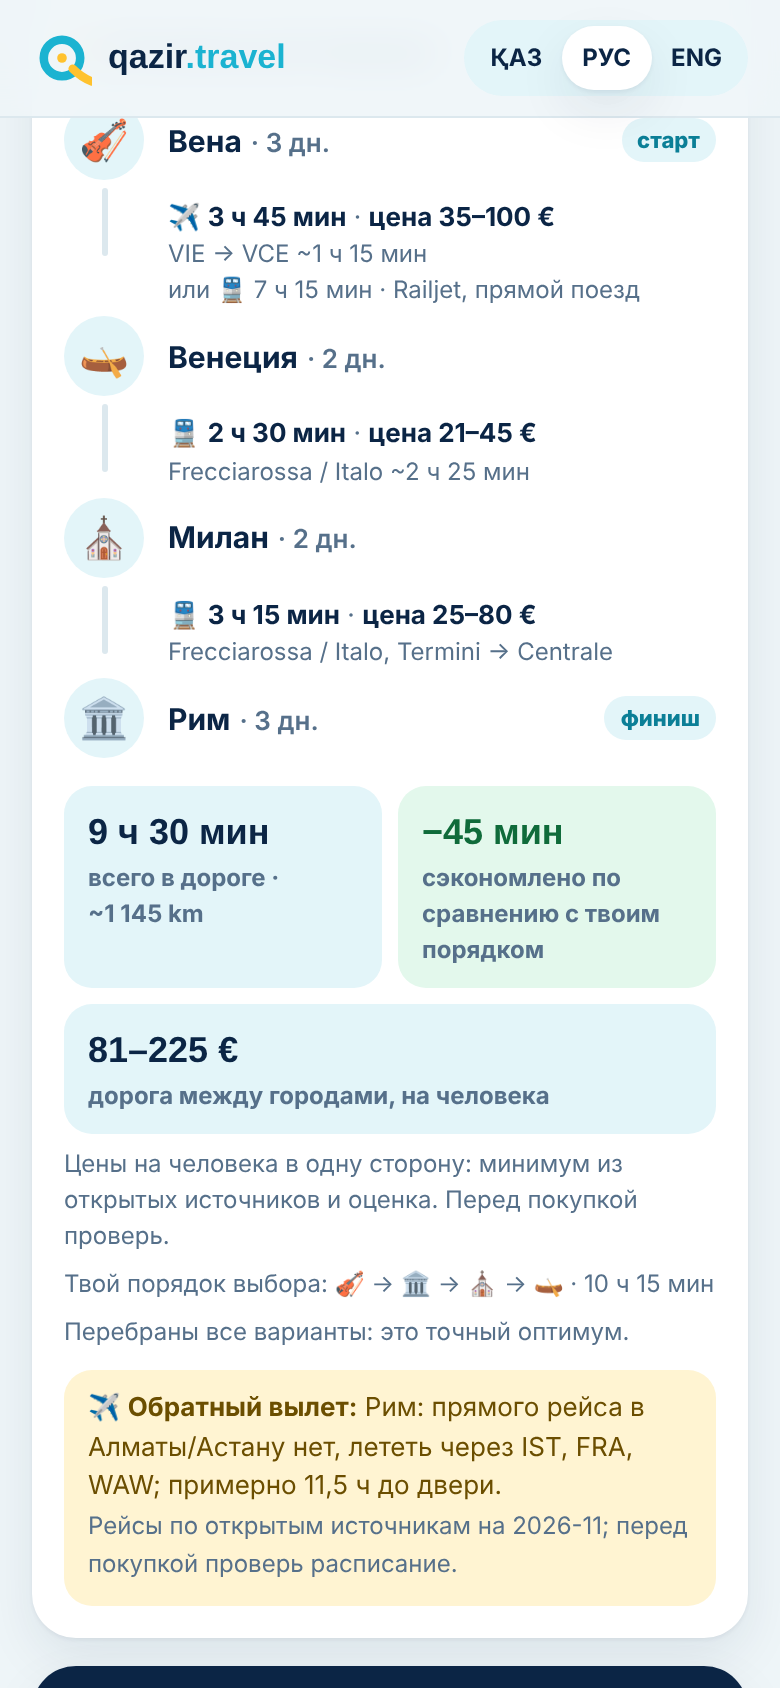 qazir.travel
ҚАЗ РУС ENG
Вена · 3 дн.
старт
3 ч 45 мин · цена 35–100 €
VIE → VCE ~1 ч 15 мин
или 7 ч 15 мин · Railjet, прямой поезд
Венеция · 2 дн.
2 ч 30 мин · цена 21–45 €
Frecciarossa / Italo ~2 ч 25 мин
Милан · 2 дн.
3 ч 15 мин · цена 25–80 €
Frecciarossa / Italo, Termini → Centrale
Рим · 3 дн.
финиш
9 ч 30 мин
всего в дороге ·
~1 145 km
−45 мин
сэкономлено по
сравнению с твоим
порядком
81–225 €
дорога между городами, на человека
Цены на человека в одну сторону: минимум из
открытых источников и оценка. Перед покупкой
проверь.
Твой порядок выбора: 🎻 → 🏛️ → ⛪ → 🛶 · 10 ч 15 мин
Перебраны все варианты: это точный оптимум.
Обратный вылет: Рим: прямого рейса в
Алматы/Астану нет, лететь через IST, FRA,
WAW; примерно 11,5 ч до двери.
Рейсы по открытым источникам на 2026-11; перед
покупкой проверь расписание.